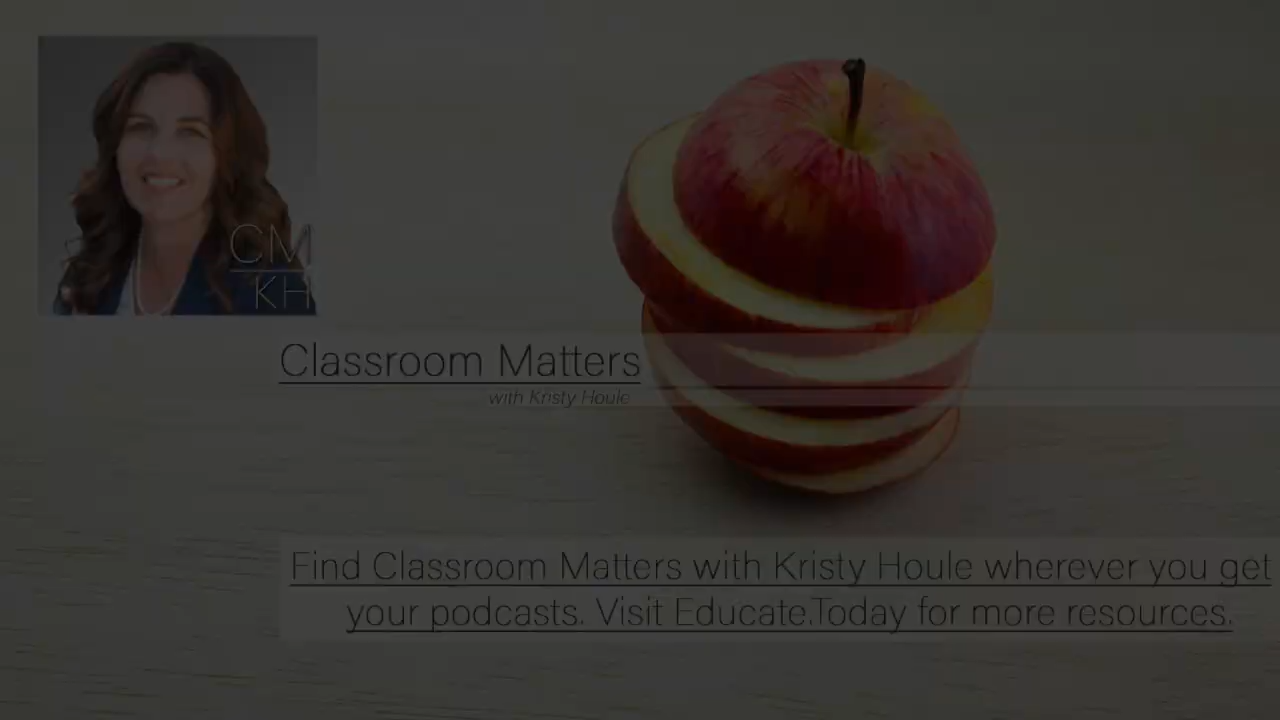 CM
KH
Classroom Matters
with Kristy Houle
Find Classroom Matters with Kristy Houle wherever you get
your podcasts. Visit Educate.Today for more resources.